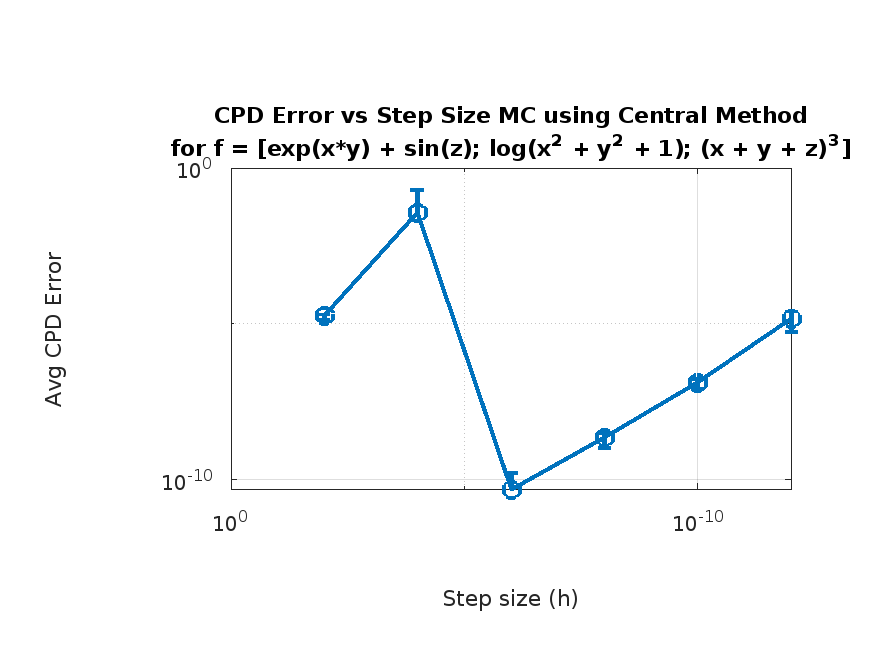 CPD Error vs Step Size MC using Central Method
for f = [exp(x*y) + sin(z); log(x² + y² + 1); (x + y + z)³]
10⁰
Avg CPD Error
10⁻¹⁰
10⁰ 10⁻¹⁰
Step size (h)